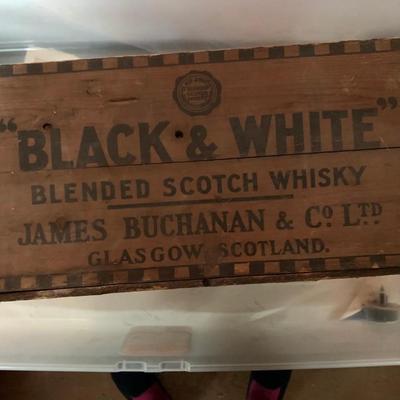 "BLACK & WHITE"
BLENDED SCOTCH WHISKY
JAMES BUCHANAN & Cº LTD
GLASGOW, SCOTLAND.